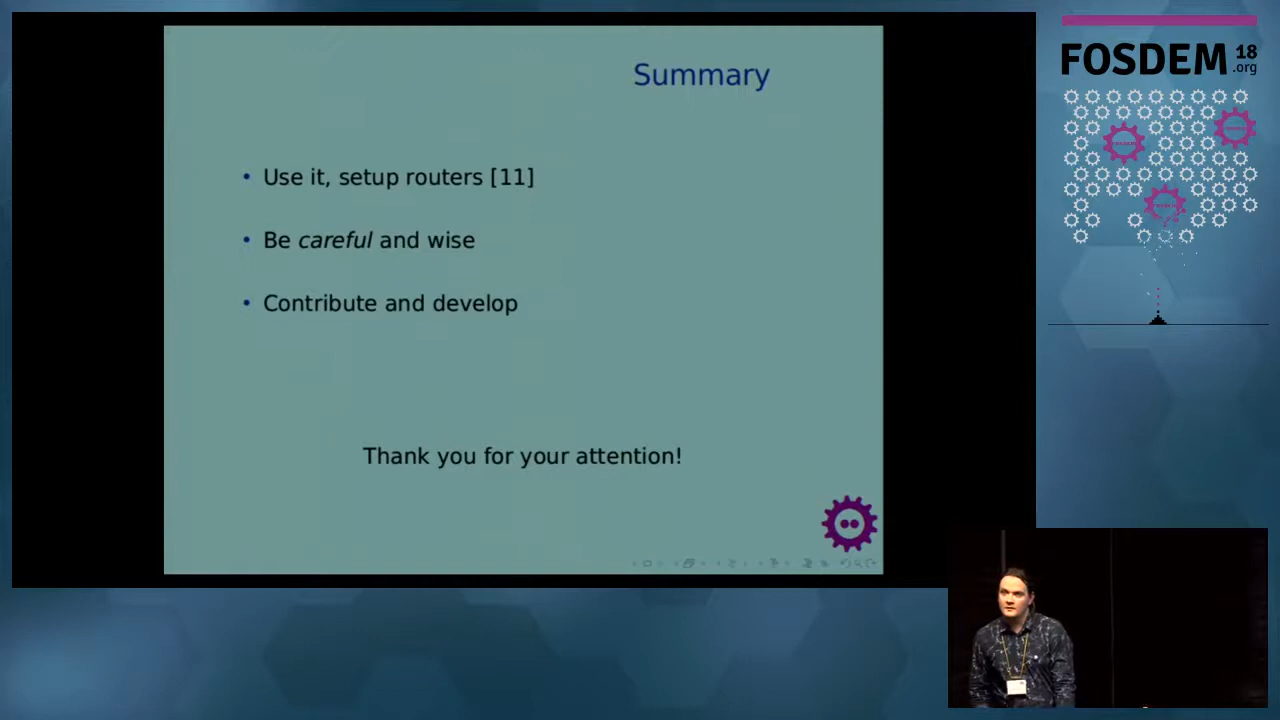 Summary
• Use it, setup routers [11]
• Be careful and wise
• Contribute and develop
Thank you for your attention!
FOSDEM 18
.org